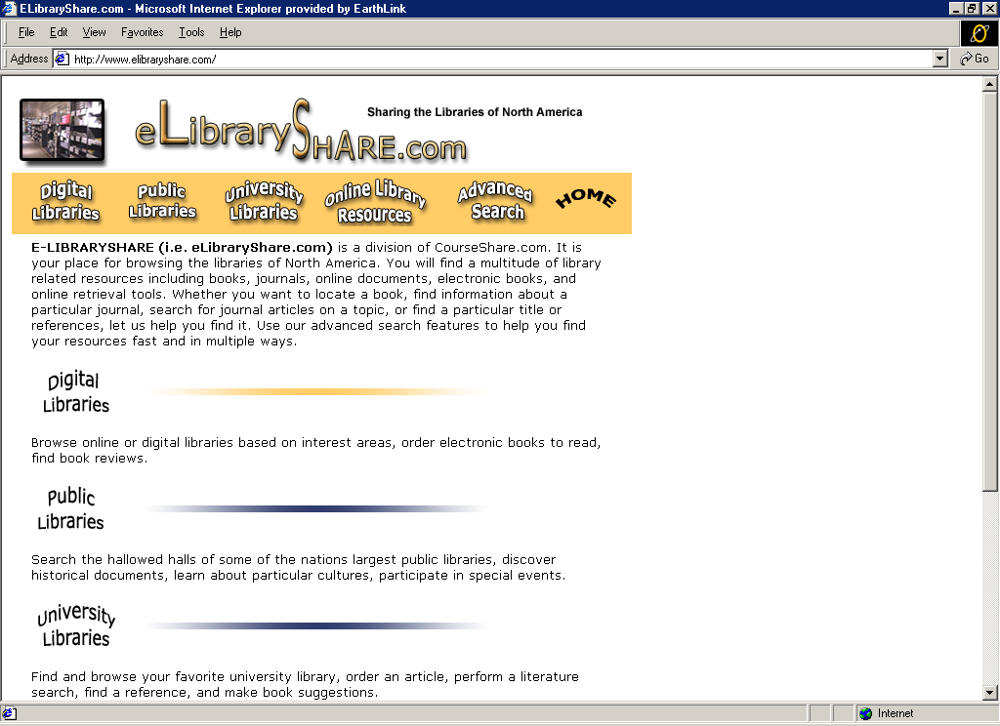 ELibraryShare.com - Microsoft Internet Explorer provided by EarthLink
File Edit View Favorites Tools Help
Address http://www.elibraryshare.com/ Go
Sharing the Libraries of North America
eLibrarySHARE.com
Digital Libraries
Public Libraries
University Libraries
Online Library Resources
Advanced Search
HOME
E-LIBRARYSHARE (i.e. eLibraryShare.com) is a division of CourseShare.com. It is
your place for browsing the libraries of North America. You will find a multitude of library
related resources including books, journals, online documents, electronic books, and
online retrieval tools. Whether you want to locate a book, find information about a
particular journal, search for journal articles on a topic, or find a particular title or
references, let us help you find it. Use our advanced search features to help you find
your resources fast and in multiple ways.
Digital
Libraries
Browse online or digital libraries based on interest areas, order electronic books to read,
find book reviews.
Public
Libraries
Search the hallowed halls of some of the nations largest public libraries, discover
historical documents, learn about particular cultures, participate in special events.
University
Libraries
Find and browse your favorite university library, order an article, perform a literature
search, find a reference, and make book suggestions.
Internet